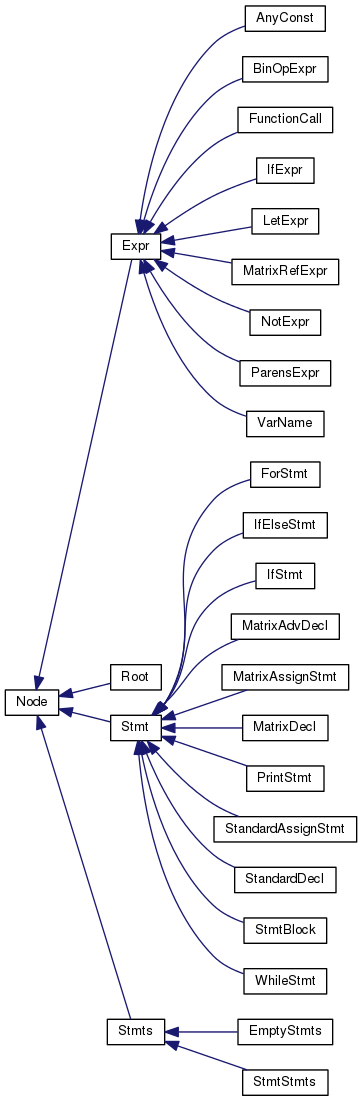 AnyConst
BinOpExpr
FunctionCall
IfExpr
LetExpr
Expr
MatrixRefExpr
NotExpr
ParensExpr
VarName
ForStmt
IfElseStmt
IfStmt
MatrixAdvDecl
Root
MatrixAssignStmt
Node
Stmt
MatrixDecl
PrintStmt
StandardAssignStmt
StandardDecl
StmtBlock
WhileStmt
Stmts
EmptyStmts
StmtStmts